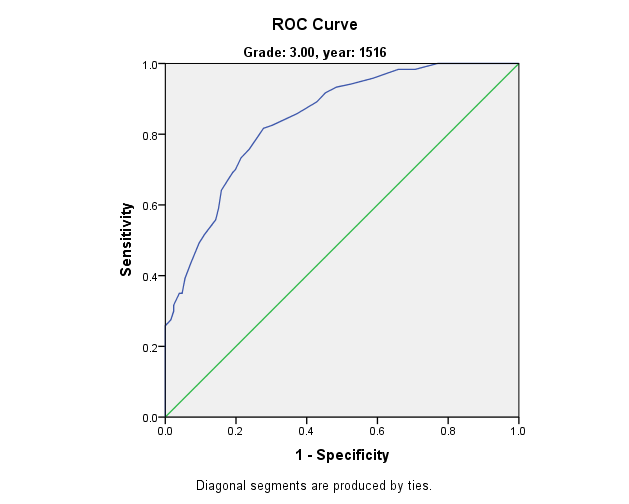 ROC Curve
Grade: 3.00, year: 1516
1.0
0.8
0.6
0.4
0.2
0.0
Sensitivity
0.0 0.2 0.4 0.6 0.8 1.0
1 - Specificity
Diagonal segments are produced by ties.